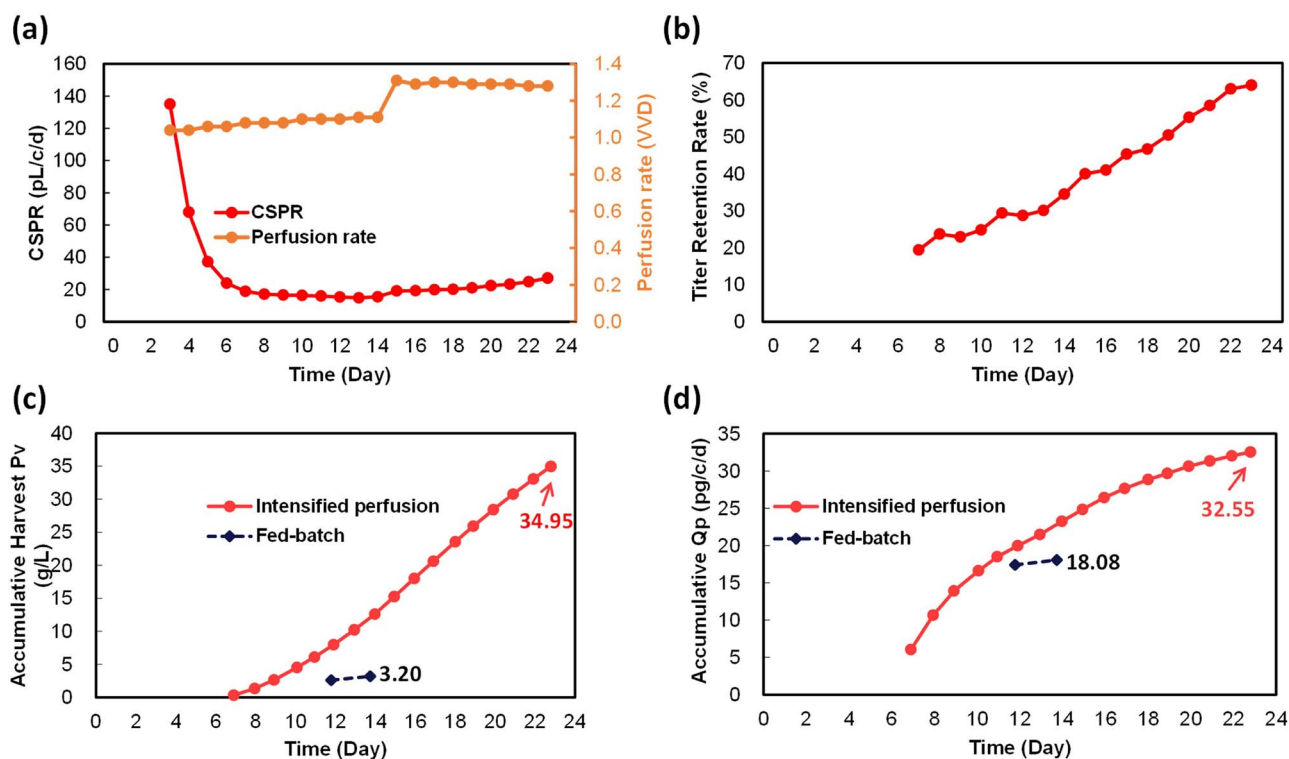 (a)
160
140
120
100
80
60
40
20
0
CSPR (pL/c/d)
1.4
1.2
1.0
0.8
0.6
0.4
0.2
0.0
Perfusion rate (VVD)
CSPR
Perfusion rate
0 2 4 6 8 10 12 14 16 18 20 22 24
Time (Day)
(b)
70
60
50
40
30
20
10
0
Titer Retention Rate (%)
0 2 4 6 8 10 12 14 16 18 20 22 24
Time (Day)
(c)
40
35
30
25
20
15
10
5
0
Accumulative Harvest Pv
(g/L)
Intensified perfusion
Fed-batch
34.95
3.20
0 2 4 6 8 10 12 14 16 18 20 22 24
Time (Day)
(d)
35
30
25
20
15
10
5
0
Accumulative Qp (pg/c/d)
Intensified perfusion
Fed-batch
32.55
18.08
0 2 4 6 8 10 12 14 16 18 20 22 24
Time (Day)